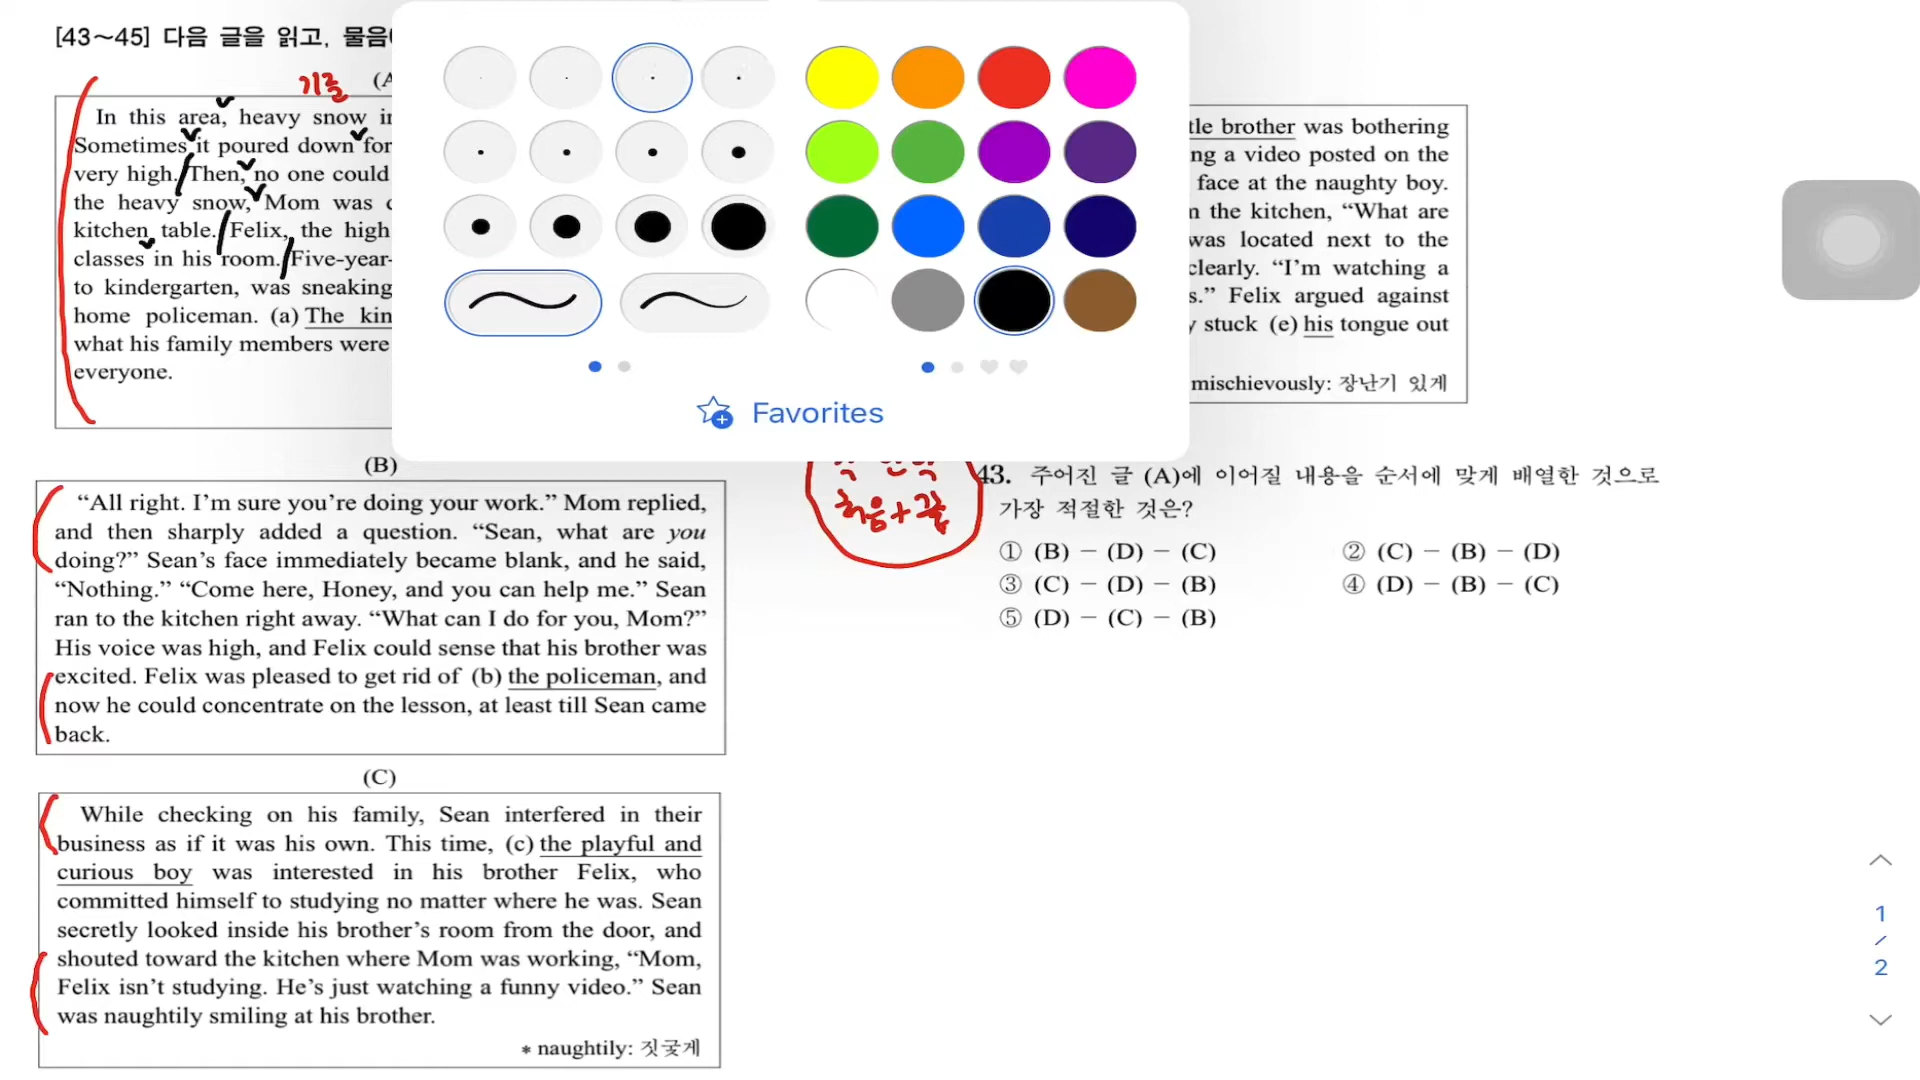 [43～45] 다음 글을 읽고, 물음
기출
In this area, heavy snow in
Sometimes it poured down for
very high. Then, no one could
the heavy snow, Mom was
kitchen table. Felix, the high
classes in his room. Five-year-
to kindergarten, was sneaking
home policeman. (a) The kin
what his family members were
everyone.
(B)
“All right. I’m sure you’re doing your work.” Mom replied,
and then sharply added a question. “Sean, what are you
doing?” Sean’s face immediately became blank, and he said,
“Nothing.” “Come here, Honey, and you can help me.” Sean
ran to the kitchen right away. “What can I do for you, Mom?”
His voice was high, and Felix could sense that his brother was
excited. Felix was pleased to get rid of (b) the policeman, and
now he could concentrate on the lesson, at least till Sean came
back.
(C)
While checking on his family, Sean interfered in their
business as if it was his own. This time, (c) the playful and
curious boy was interested in his brother Felix, who
committed himself to studying no matter where he was. Sean
secretly looked inside his brother’s room from the door, and
shouted toward the kitchen where Mom was working, “Mom,
Felix isn’t studying. He’s just watching a funny video.” Sean
was naughtily smiling at his brother.
* naughtily: 짓궂게
Favorites
tle brother was bothering
ng a video posted on the
face at the naughty boy.
n the kitchen, “What are
was located next to the
clearly. “I’m watching a
s.” Felix argued against
y stuck (e) his tongue out
mischievously: 장난기 있게
처음+끝
43. 주어진 글 (A)에 이어질 내용을 순서에 맞게 배열한 것으로
가장 적절한 것은?
① (B) － (D) － (C) ② (C) － (B) － (D)
③ (C) － (D) － (B) ④ (D) － (B) － (C)
⑤ (D) － (C) － (B)
1
/
2